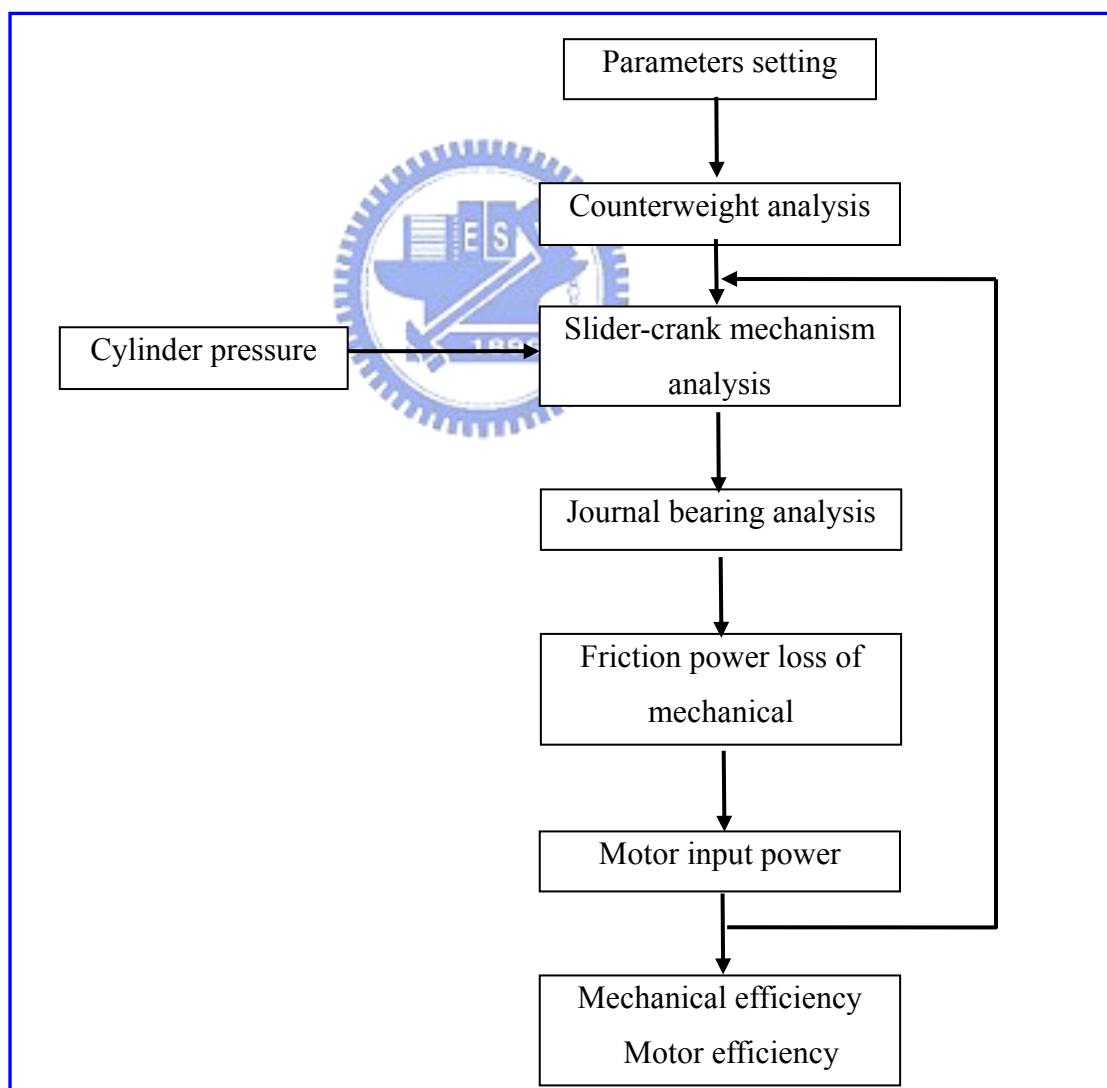 Parameters setting
Counterweight analysis
E S
Cylinder pressure
Slider-crank mechanism
analysis
1896
Journal bearing analysis
Friction power loss of
mechanical
Motor input power
Mechanical efficiency
Motor efficiency